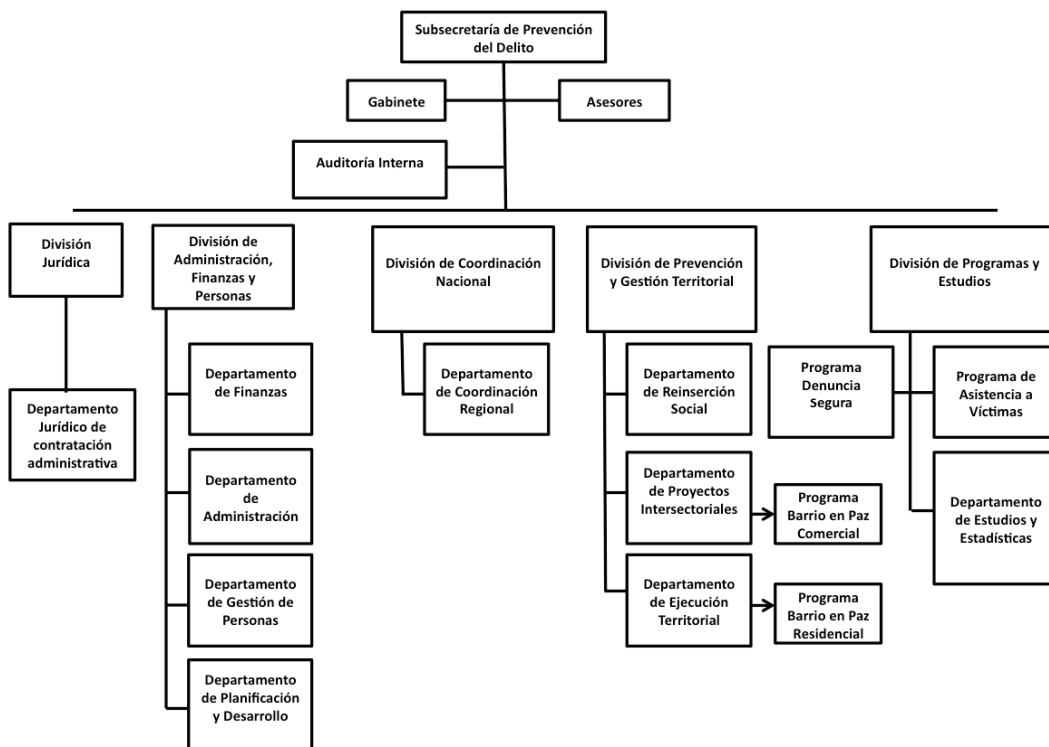 Subsecretaría de Prevención
del Delito
Gabinete
Asesores
Auditoría Interna
División
Jurídica
Departamento
Jurídico de
contratación
administrativa
División de
Administración,
Finanzas y
Personas
Departamento
de Finanzas
Departamento
de
Administración
Departamento
de Gestión de
Personas
Departamento
de Planificación
y Desarrollo
División de Coordinación
Nacional
Departamento
de Coordinación
Regional
División de Prevención
y Gestión Territorial
Departamento
de Reinserción
Social
Departamento
de Proyectos
Intersectoriales
Programa
Barrio en Paz
Comercial
Departamento
de Ejecución
Territorial
Programa
Barrio en Paz
Residencial
División de Programas y
Estudios
Programa
Denuncia
Segura
Programa de
Asistencia a
Víctimas
Departamento
de Estudios y
Estadísticas